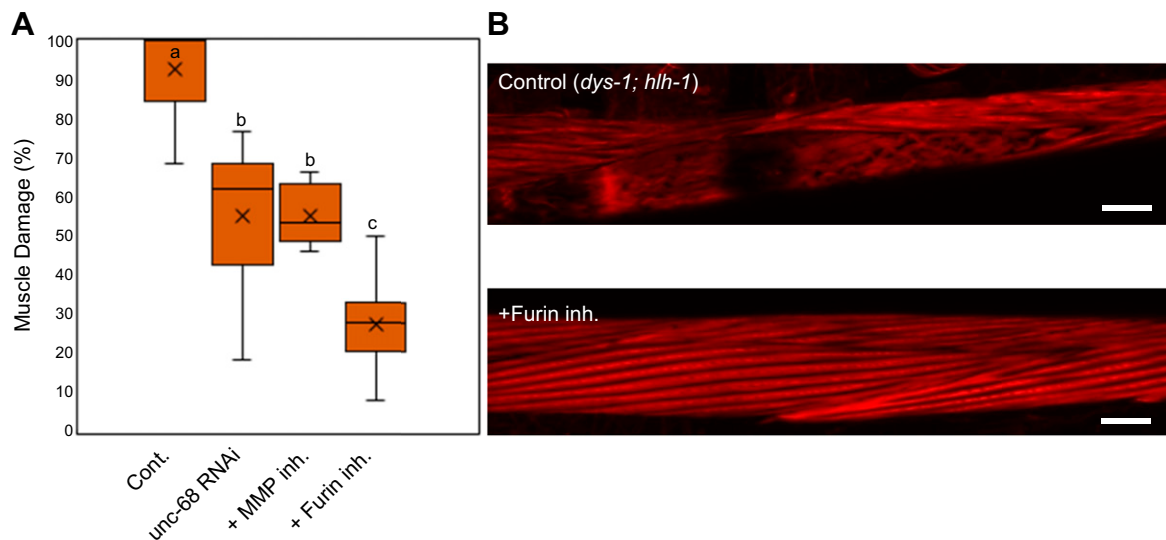 A
B
100
90
80
70
60
50
40
30
20
10
0
Muscle Damage (%)
a
b
b
c
Cont.
unc-68 RNAi
+ MMP inh.
+ Furin inh.
Control (dys-1; hlh-1)
+Furin inh.